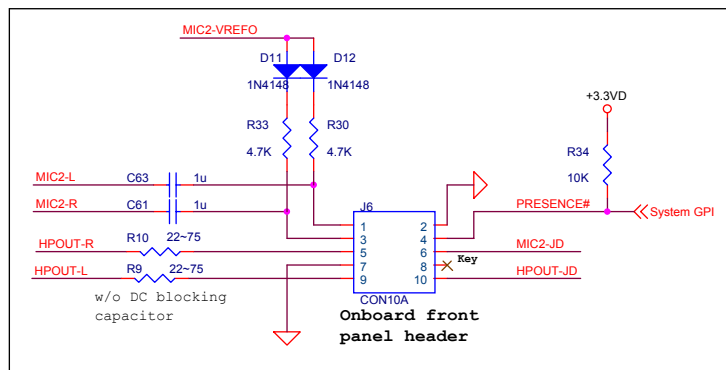 MIC2-VREFO
D11 D12
1N4148 1N4148
+3.3VD
R33 R30
4.7K 4.7K
R34
10K
MIC2-L C63 1u
MIC2-R C61 1u
J6
PRESENCE#
System GPI
1 2
3 4
HPOUT-R R10 22~75 5 6 MIC2-JD
7 8 Key
HPOUT-L R9 22~75 9 10 HPOUT-JD
w/o DC blocking
capacitor
CON10A
Onboard front
panel header